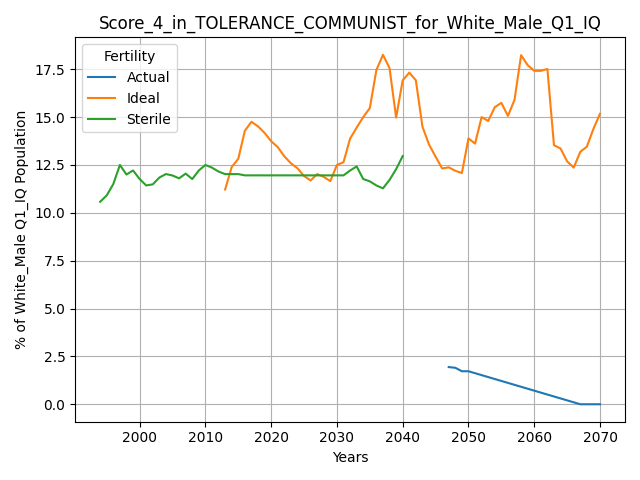 Score_4_in_TOLERANCE_COMMUNIST_for_White_Male_Q1_IQ
Fertility
Actual
Ideal
Sterile
% of White_Male Q1_IQ Population
17.5
15.0
12.5
10.0
7.5
5.0
2.5
0.0
2000 2010 2020 2030 2040 2050 2060 2070
Years